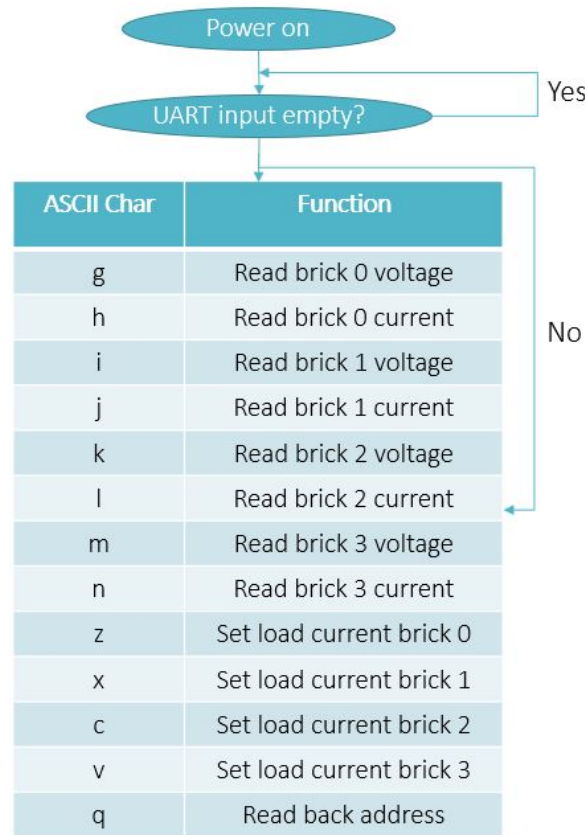 Power on
Yes
UART input empty?
ASCII Char Function
g Read brick 0 voltage
h Read brick 0 current
i Read brick 1 voltage
No
j Read brick 1 current
k Read brick 2 voltage
l Read brick 2 current
m Read brick 3 voltage
n Read brick 3 current
z Set load current brick 0
x Set load current brick 1
c Set load current brick 2
v Set load current brick 3
q Read back address